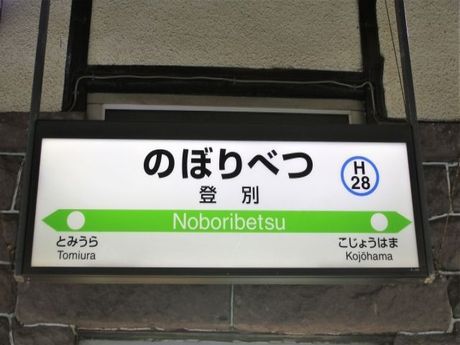 のぼりべつ
H
28
登別
Noboribetsu
とみうら
Tomiura
こじょうはま
Kojōhama